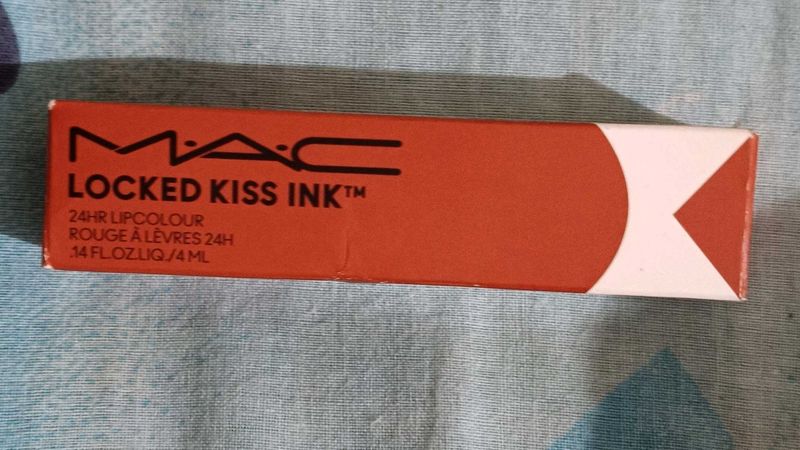 M·A·C
LOCKED KISS INK™
24HR LIPCOLOUR
ROUGE À LÈVRES 24H
.14 FL.OZ.LIQ./4 ML